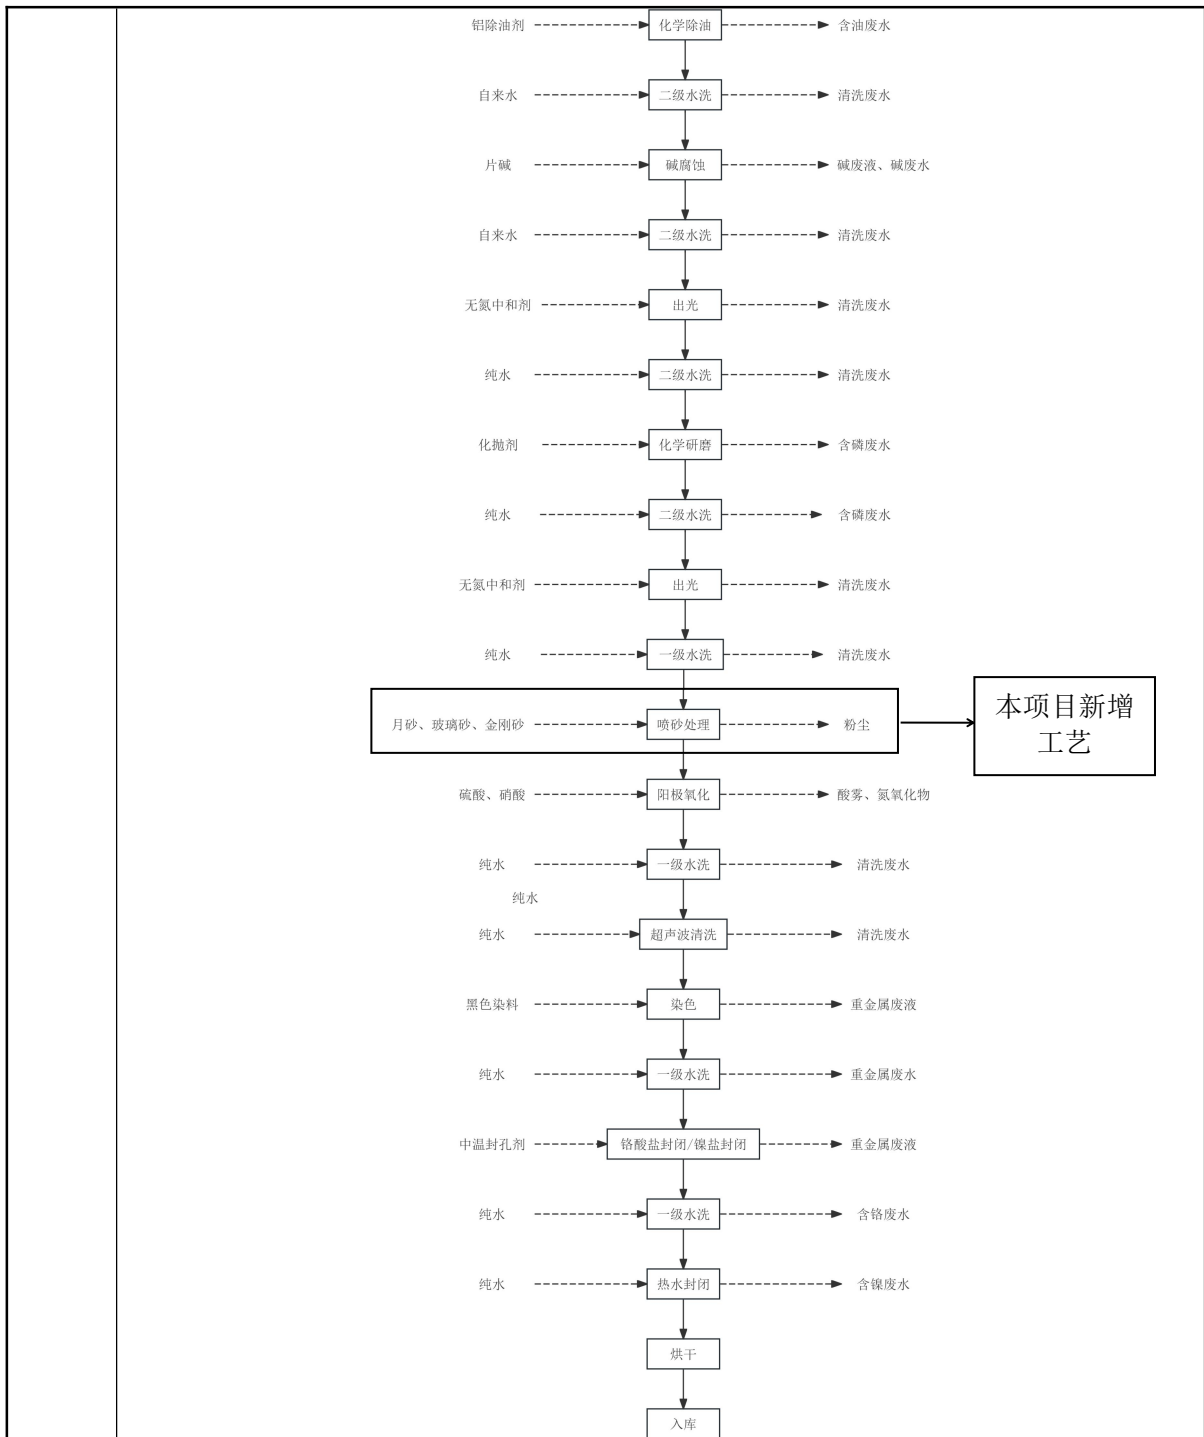 铝除油剂 化学除油 含油废水
自来水 二级水洗 清洗废水
片碱 碱腐蚀 碱废液、碱废水
自来水 二级水洗 清洗废水
无氮中和剂 出光 清洗废水
纯水 二级水洗 清洗废水
化抛剂 化学研磨 含磷废水
纯水 二级水洗 含磷废水
无氮中和剂 出光 清洗废水
纯水 一级水洗 清洗废水
月砂、玻璃砂、金刚砂 喷砂处理 粉尘
本项目新增
工艺
硫酸、硝酸 阳极氧化 酸雾、氮氧化物
纯水 一级水洗 清洗废水
纯水
纯水 超声波清洗 清洗废水
黑色染料 染色 重金属废液
纯水 一级水洗 重金属废水
中温封孔剂 铬酸盐封闭/镍盐封闭 重金属废液
纯水 一级水洗 含铬废水
纯水 热水封闭 含镍废水
烘干
入库